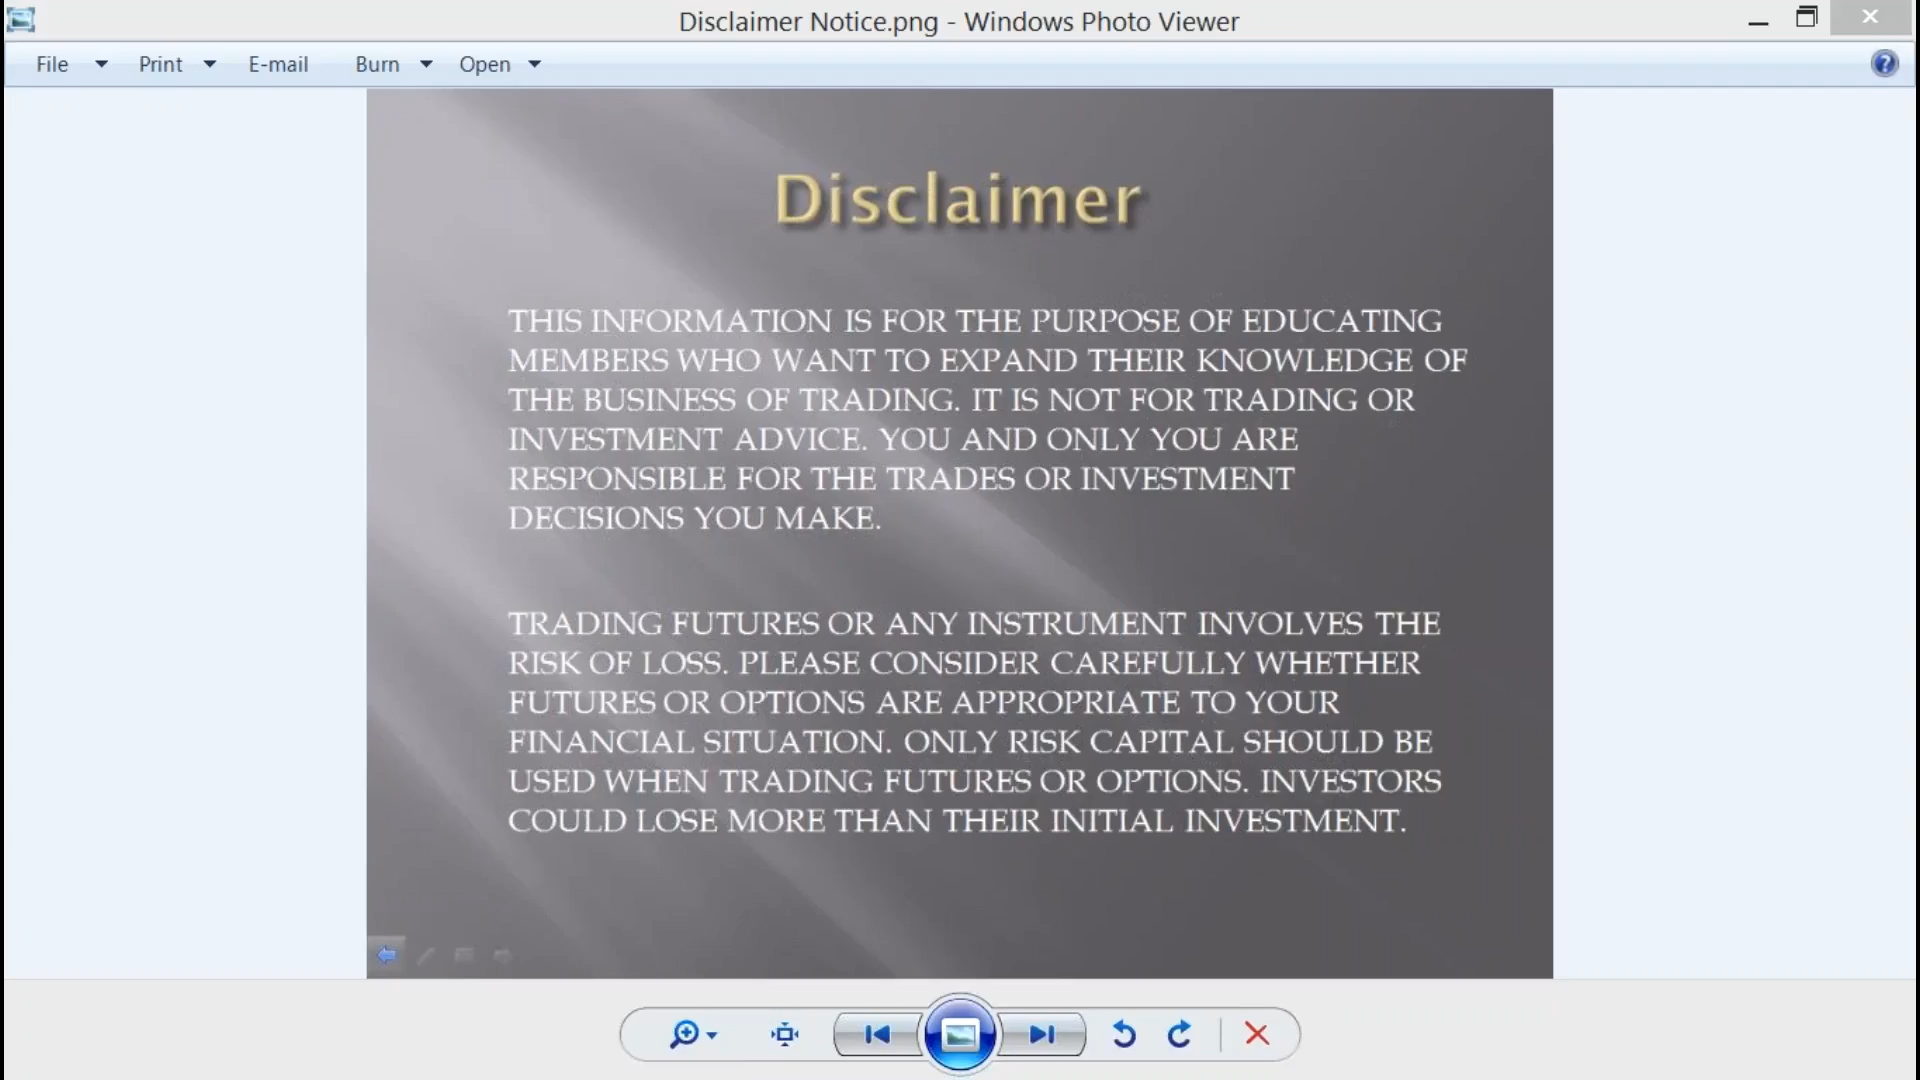 Disclaimer Notice.png - Windows Photo Viewer
File Print E-mail Burn Open
Disclaimer
THIS INFORMATION IS FOR THE PURPOSE OF EDUCATING
MEMBERS WHO WANT TO EXPAND THEIR KNOWLEDGE OF
THE BUSINESS OF TRADING. IT IS NOT FOR TRADING OR
INVESTMENT ADVICE. YOU AND ONLY YOU ARE
RESPONSIBLE FOR THE TRADES OR INVESTMENT
DECISIONS YOU MAKE.
TRADING FUTURES OR ANY INSTRUMENT INVOLVES THE
RISK OF LOSS. PLEASE CONSIDER CAREFULLY WHETHER
FUTURES OR OPTIONS ARE APPROPRIATE TO YOUR
FINANCIAL SITUATION. ONLY RISK CAPITAL SHOULD BE
USED WHEN TRADING FUTURES OR OPTIONS. INVESTORS
COULD LOSE MORE THAN THEIR INITIAL INVESTMENT.